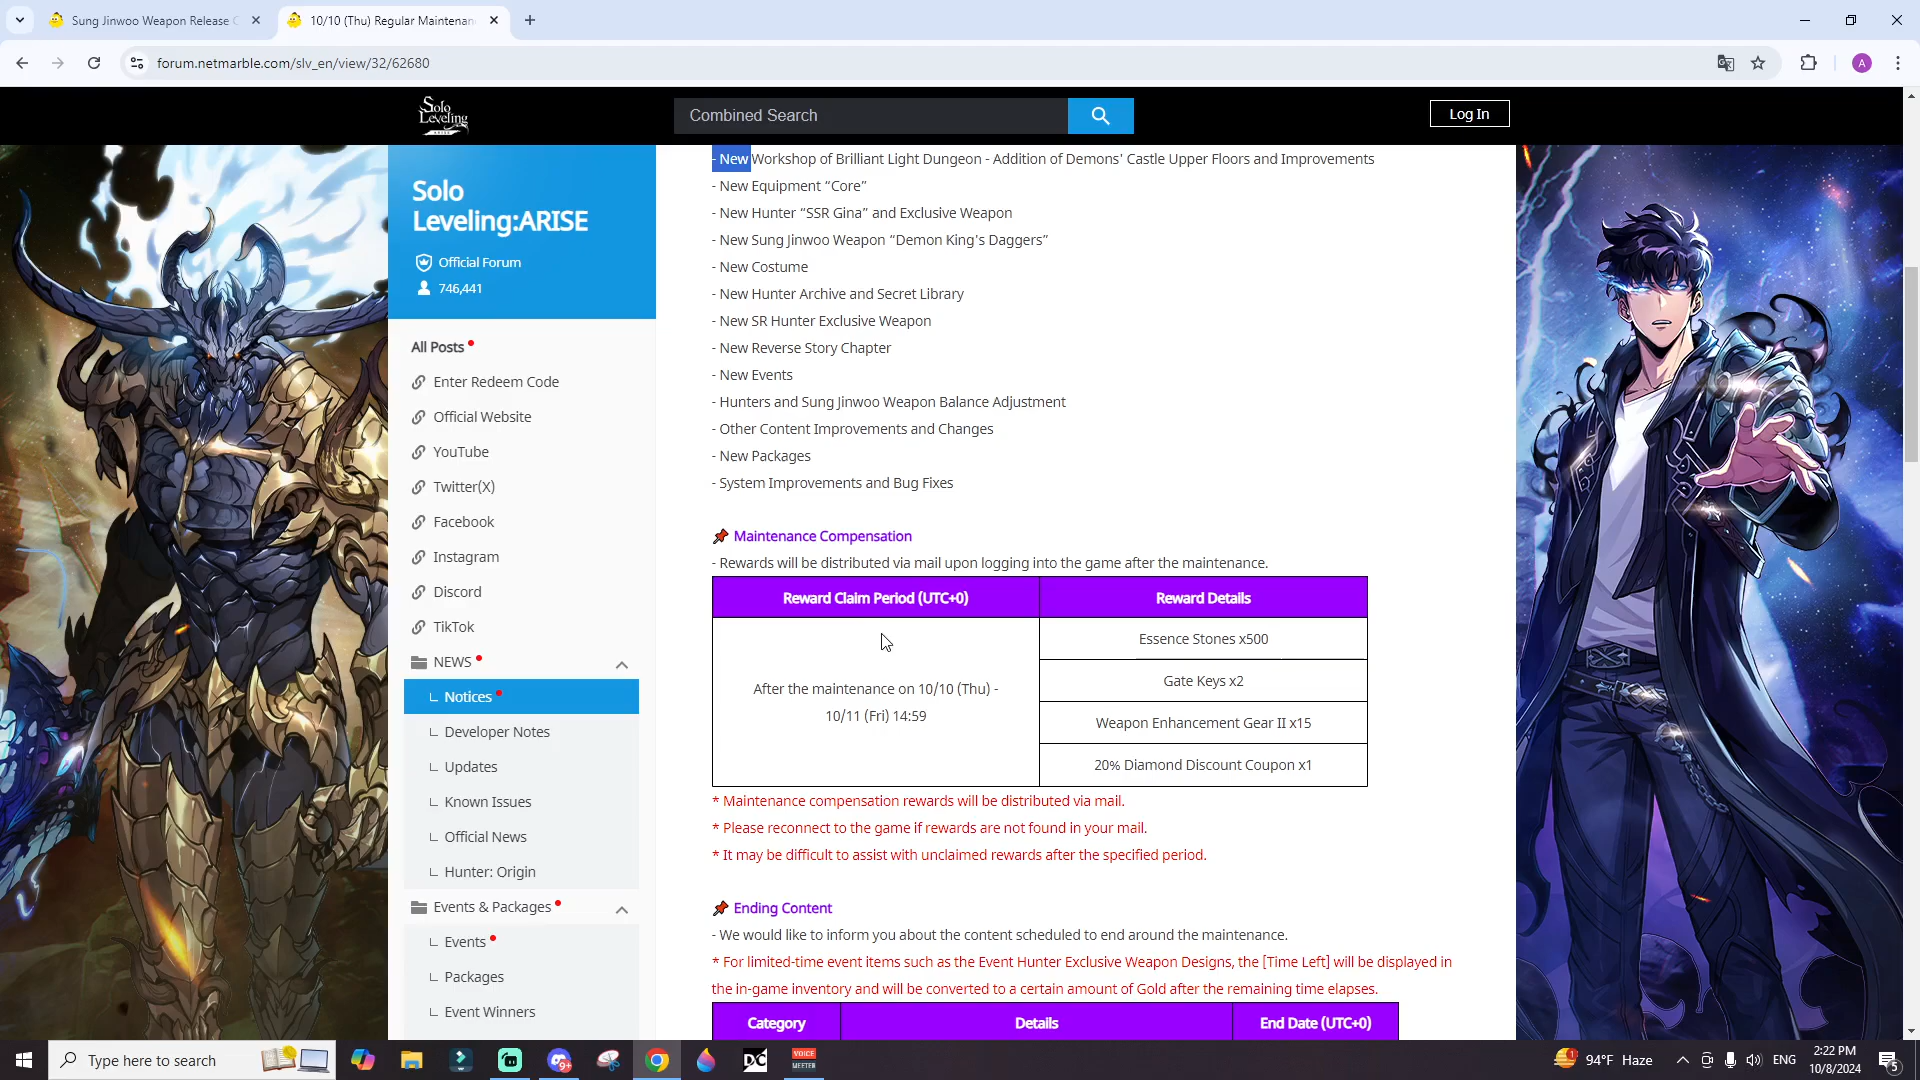 Sung Jinwoo Weapon Release
10/10 (Thu) Regular Maintenan
forum.netmarble.com/slv_en/view/32/62680
A
Solo Leveling
ARISE
Combined Search
Log In
Solo
Leveling:ARISE
Official Forum
746,441
All Posts
Enter Redeem Code
Official Website
YouTube
Twitter(X)
Facebook
Instagram
Discord
TikTok
NEWS
Notices
Developer Notes
Updates
Known Issues
Official News
Hunter: Origin
Events & Packages
Events
Packages
Event Winners
- New Workshop of Brilliant Light Dungeon - Addition of Demons' Castle Upper Floors and Improvements
- New Equipment “Core”
- New Hunter “SSR Gina” and Exclusive Weapon
- New Sung Jinwoo Weapon “Demon King's Daggers”
- New Costume
- New Hunter Archive and Secret Library
- New SR Hunter Exclusive Weapon
- New Reverse Story Chapter
- New Events
- Hunters and Sung Jinwoo Weapon Balance Adjustment
- Other Content Improvements and Changes
- New Packages
- System Improvements and Bug Fixes
📌 Maintenance Compensation
- Rewards will be distributed via mail upon logging into the game after the maintenance.
Reward Claim Period (UTC+0) Reward Details
After the maintenance on 10/10 (Thu) -
10/11 (Fri) 14:59
Essence Stones x500
Gate Keys x2
Weapon Enhancement Gear II x15
20% Diamond Discount Coupon x1
* Maintenance compensation rewards will be distributed via mail.
* Please reconnect to the game if rewards are not found in your mail.
* It may be difficult to assist with unclaimed rewards after the specified period.
📌 Ending Content
- We would like to inform you about the content scheduled to end around the maintenance.
* For limited-time event items such as the Event Hunter Exclusive Weapon Designs, the [Time Left] will be displayed in
the in-game inventory and will be converted to a certain amount of Gold after the remaining time elapses.
Category Details End Date (UTC+0)
Type here to search
9+
DC
VOICE
MEETER
94°F Haze
ENG
2:22 PM
10/8/2024
5